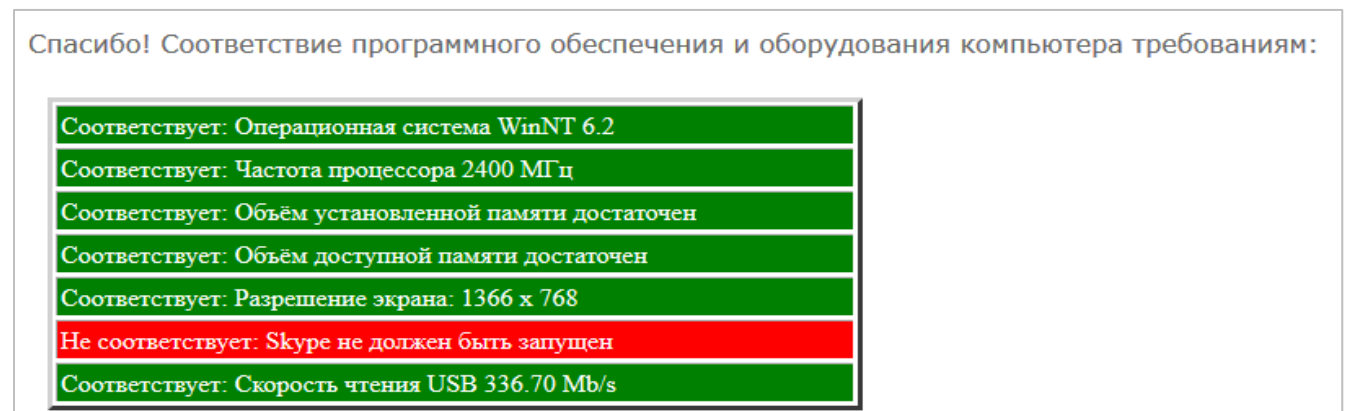 Спасибо! Соответствие программного обеспечения и оборудования компьютера требованиям:
Соответствует: Операционная система WinNT 6.2
Соответствует: Частота процессора 2400 МГц
Соответствует: Объём установленной памяти достаточен
Соответствует: Объём доступной памяти достаточен
Соответствует: Разрешение экрана: 1366 x 768
Не соответствует: Skype не должен быть запущен
Соответствует: Скорость чтения USB 336.70 Mb/s